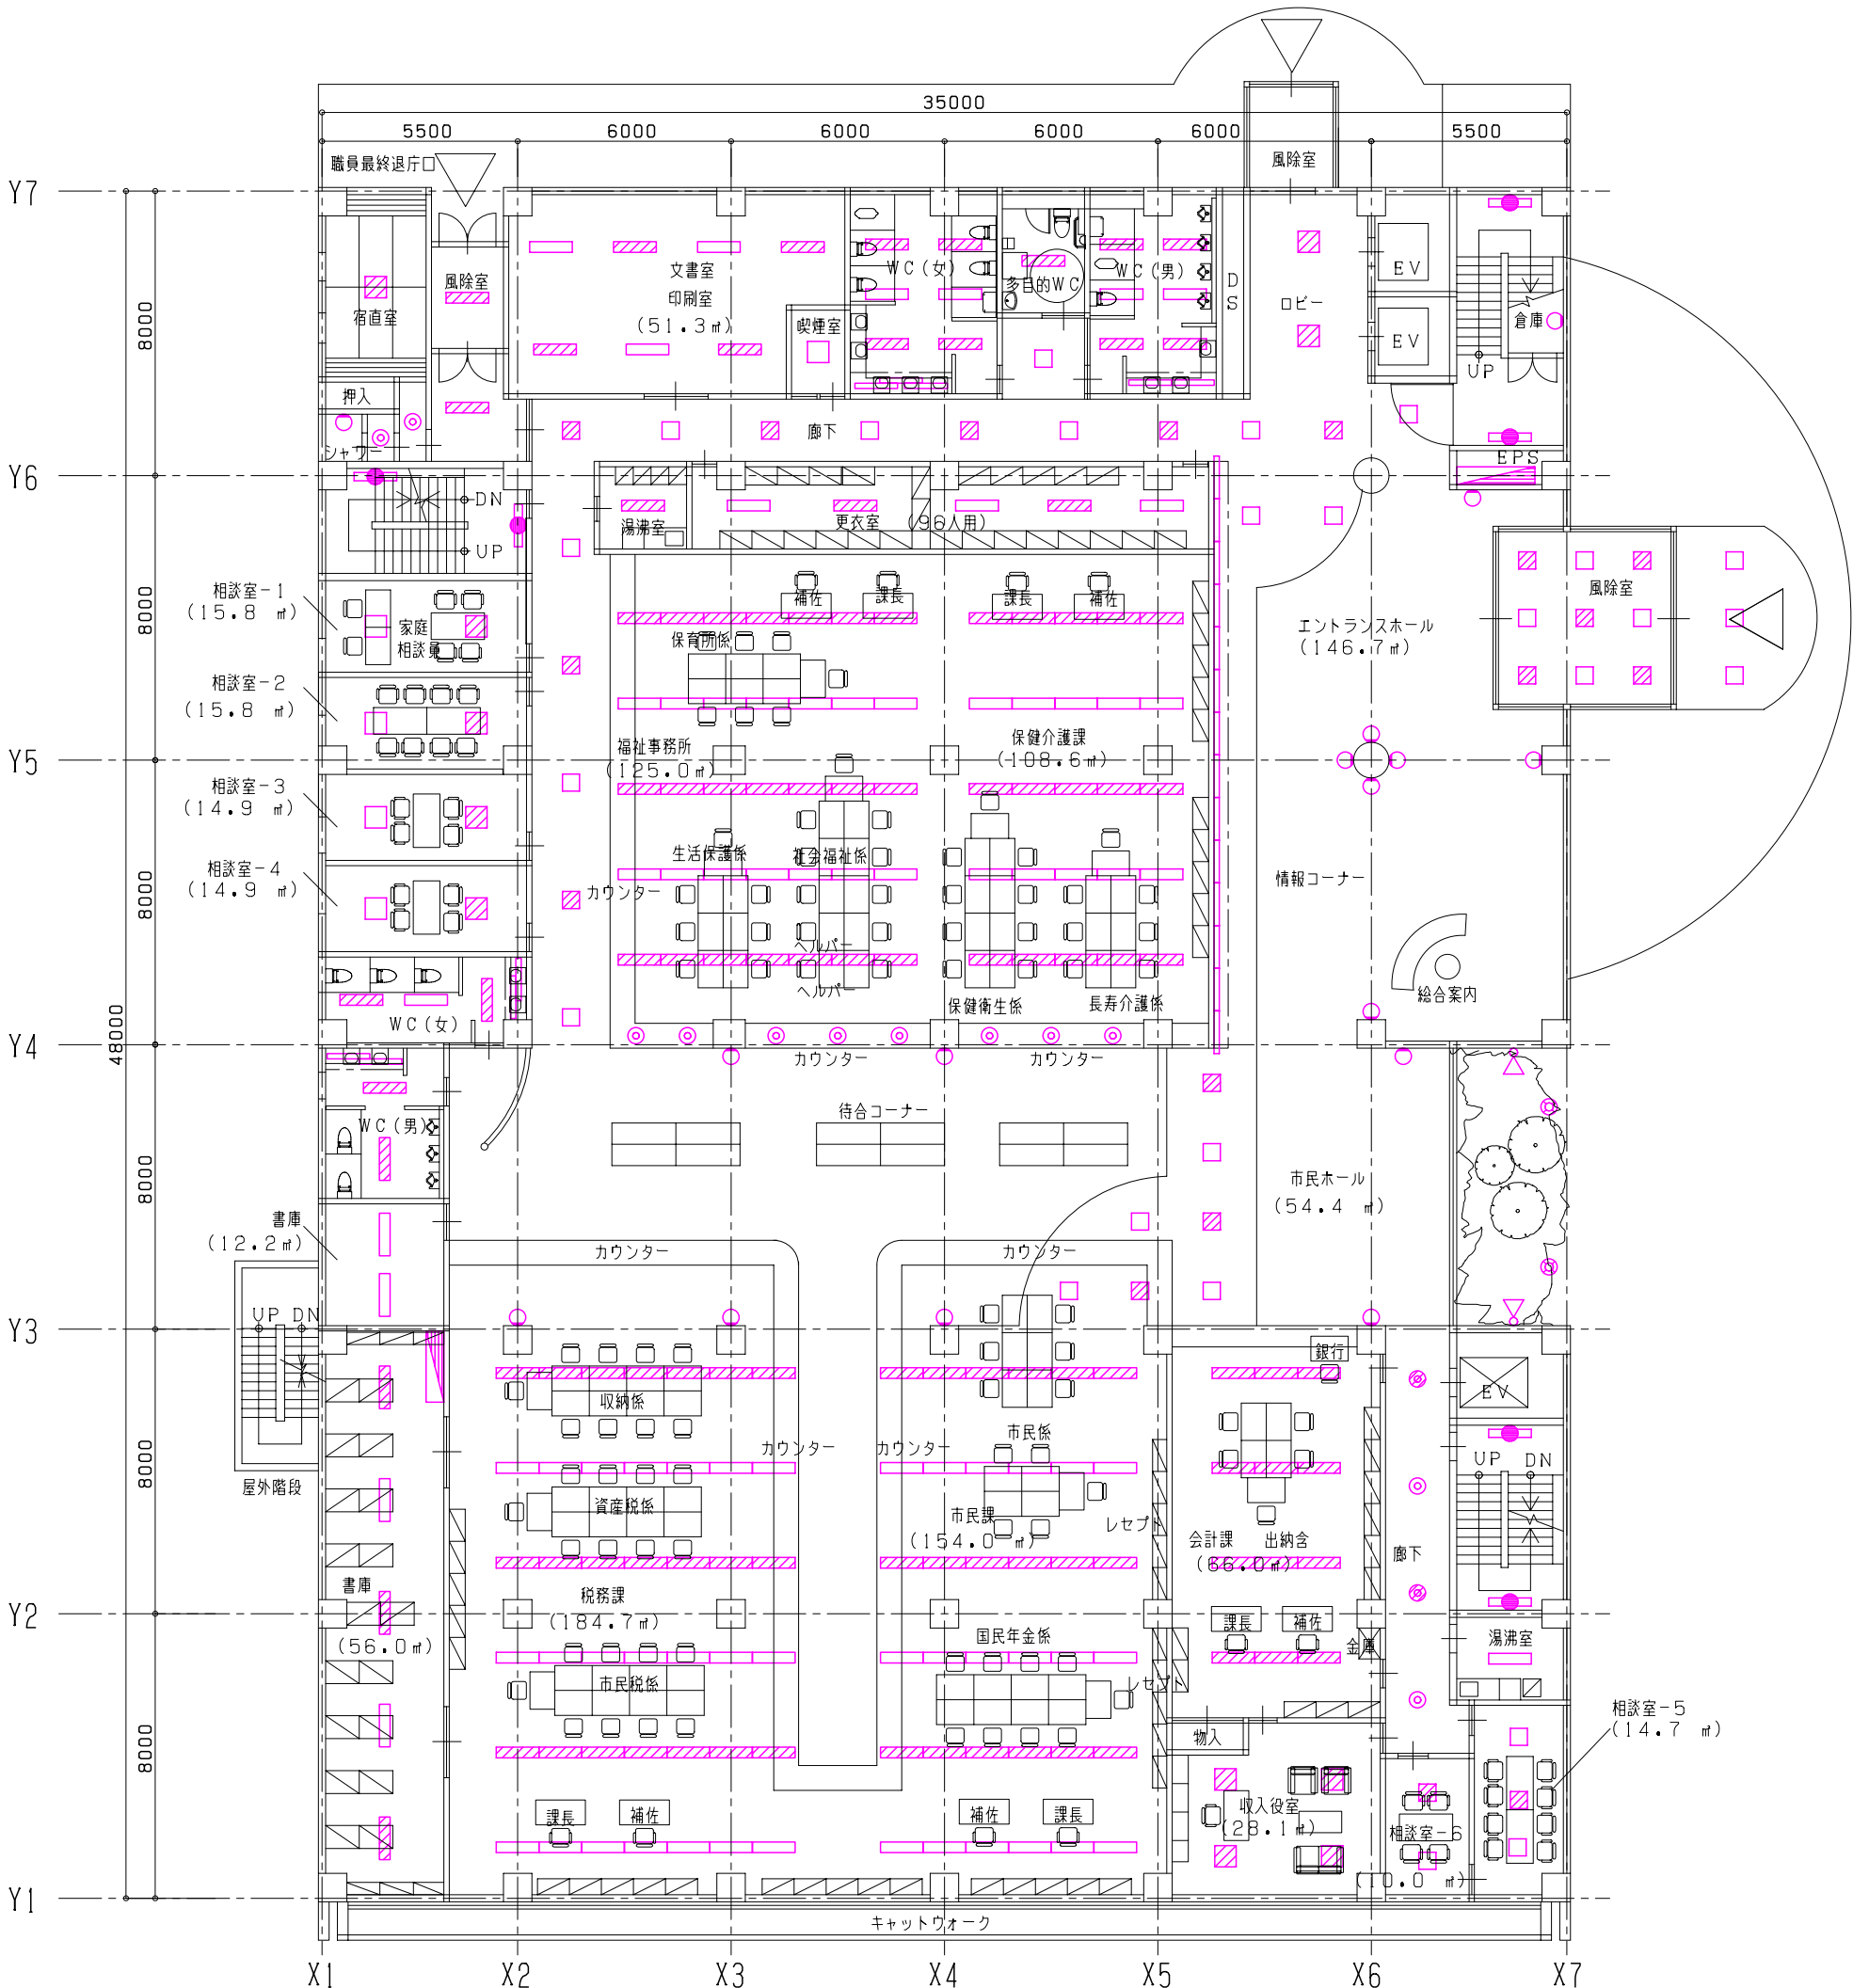 35000
5500 6000 6000 6000 6000 5500
職員最終退庁口
風除室
Y7
8000
宿直室
風除室
文書室
印刷室
(51.3㎡)
喫煙室
WC(女)
多目的WC
WC(男)
DS
ロビー
EV
EV
倉庫
UP
押入
シャワー
廊下
EPS
Y6
DN
UP
湯沸室
更衣室 (96人用)
8000
相談室-1
(15.8 ㎡)
家庭
相談員
補佐
課長
課長
補佐
保育所係
エントランスホール
(146.7㎡)
風除室
相談室-2
(15.8 ㎡)
福祉事務所
(125.0㎡)
保健介護課
(108.6㎡)
Y5
相談室-3
(14.9 ㎡)
相談室-4
(14.9 ㎡)
8000
生活保護係
社会福祉係
カウンター
ヘルパー
ヘルパー
保健衛生係
長寿介護係
情報コーナー
総合案内
WC(女)
Y4
48000
カウンター
カウンター
待合コーナー
WC(男)
8000
書庫
(12.2㎡)
市民ホール
(54.4 ㎡)
カウンター
カウンター
UP DN
Y3
屋外階段
銀行
EV
収納係
市民係
カウンター
カウンター
UP DN
8000
資産税係
市民課
(154.0㎡)
レセプト
会計課 出納含
(66.0㎡)
廊下
書庫
(56.0㎡)
税務課
(184.7㎡)
Y2
課長
補佐
金庫
湯沸室
国民年金係
市民税係
レセプト
物入
相談室-5
(14.7 ㎡)
8000
課長
補佐
補佐
課長
収入役室
(28.1㎡)
相談室-6
(10.0 ㎡)
Y1
キャットウォーク
X1 X2 X3 X4 X5 X6 X7